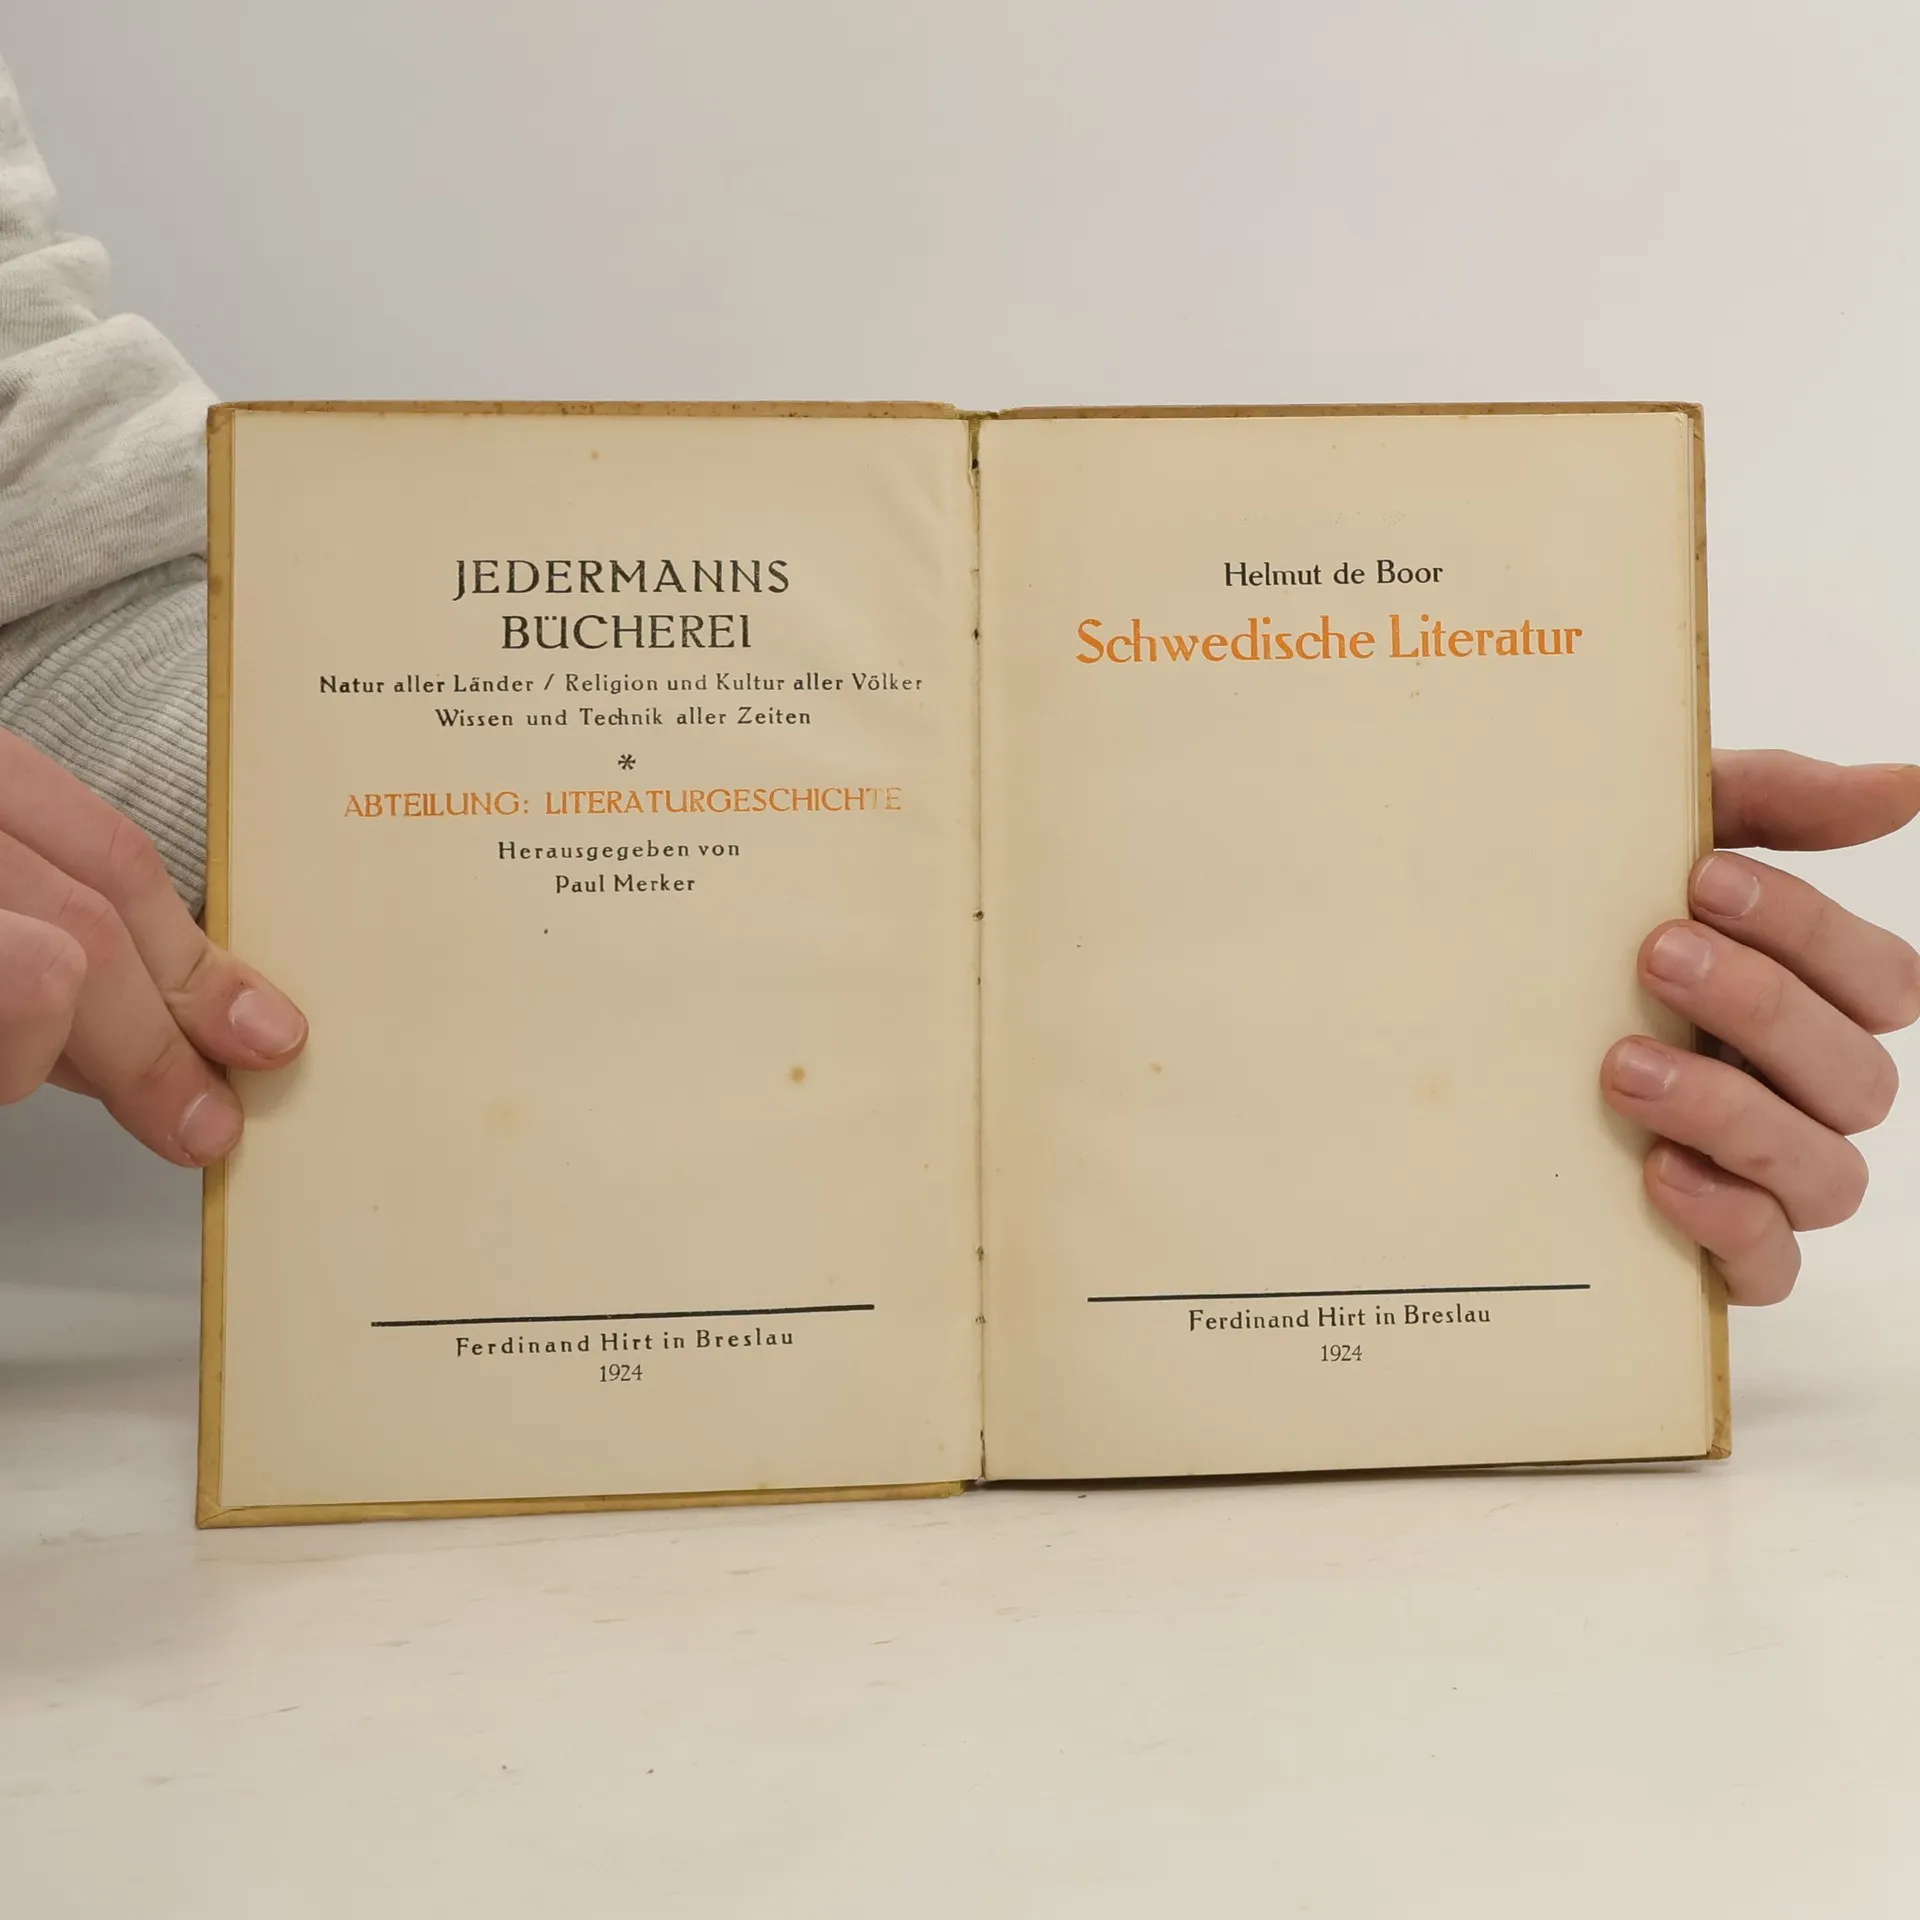 JEDERMANNS
BÜCHEREI
Natur aller Länder / Religion und Kultur aller Völker
Wissen und Technik aller Zeiten
*
ABTEILUNG: LITERATURGESCHICHTE
Herausgegeben von
Paul Merker
Ferdinand Hirt in Breslau
1924
Helmut de Boor
Schwedische Literatur
Ferdinand Hirt in Breslau
1924